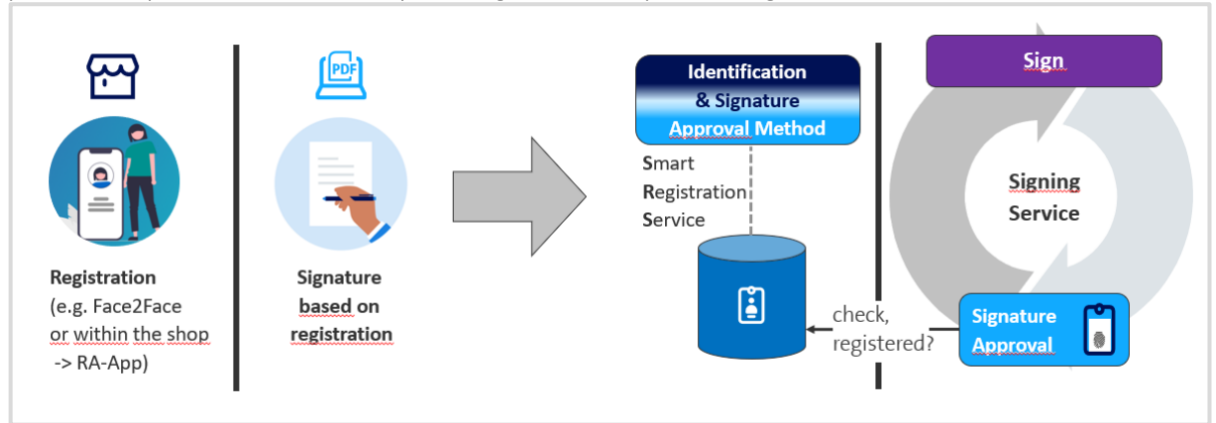 PDF
Registration
(e.g. Face2Face
or within the shop
-> RA-App)
Signature
based on
registration
Identification
& Signature
Approval Method
Smart
Registration
Service
check,
registered?
Sign
Signing
Service
Signature
Approval